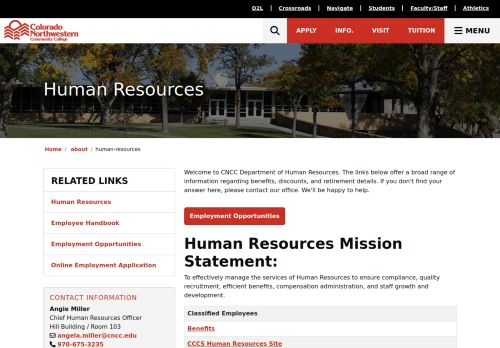 D2L | Crossroads | Navigate | Students | Faculty/Staff | Athletics
Colorado
Northwestern
Community College
APPLY INFO. VISIT TUITION MENU
Human Resources
Home / about / human-resources
RELATED LINKS
Human Resources
Employee Handbook
Employment Opportunities
Online Employment Application
CONTACT INFORMATION
Angie Miller
Chief Human Resources Officer
Hill Building / Room 103
angela.miller@cncc.edu
970-675-3235
Welcome to CNCC Department of Human Resources. The links below offer a broad range of
information regarding benefits, discounts, and retirement details. If you don't find your
answer here, please contact our office. We'll be happy to help.
Employment Opportunities
Human Resources Mission
Statement:
To effectively manage the services of Human Resources to ensure compliance, quality
recruitment, efficient benefits, compensation administration, and staff growth and
development.
Classified Employees
Benefits
CCCS Human Resources Site